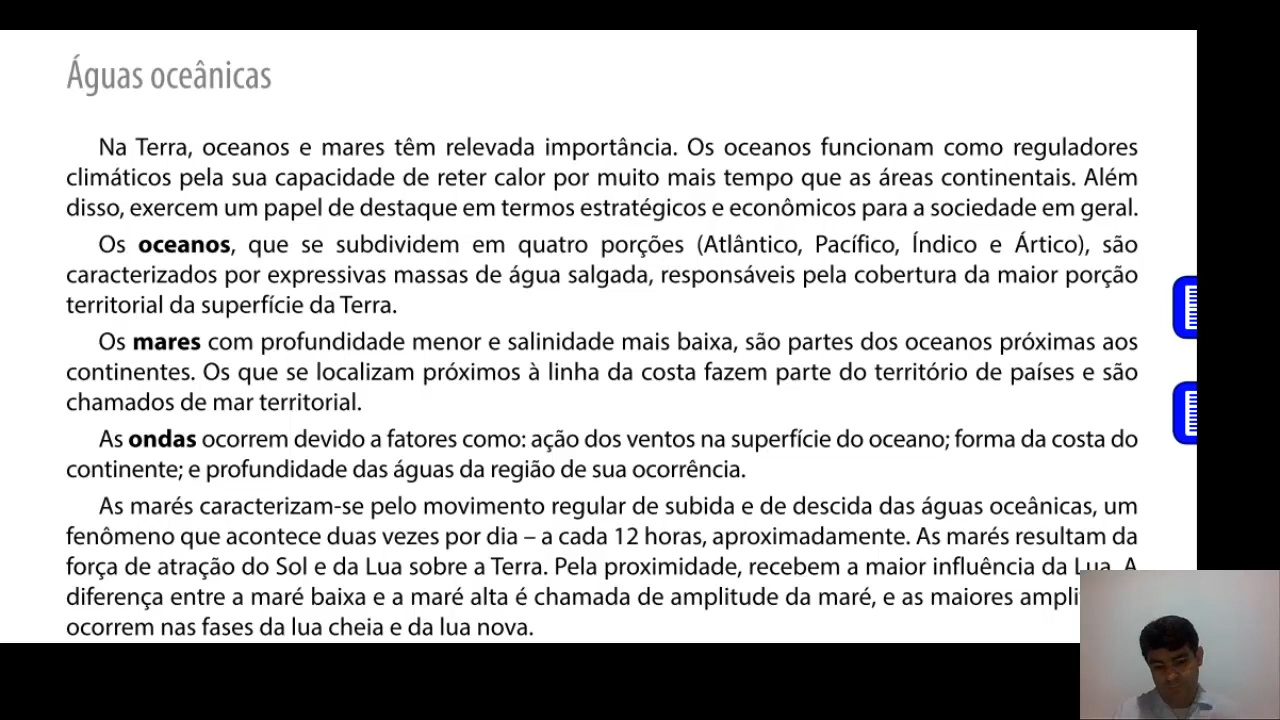 Águas oceânicas
Na Terra, oceanos e mares têm relevada importância. Os oceanos funcionam como reguladores
climáticos pela sua capacidade de reter calor por muito mais tempo que as áreas continentais. Além
disso, exercem um papel de destaque em termos estratégicos e econômicos para a sociedade em geral.
Os oceanos, que se subdividem em quatro porções (Atlântico, Pacífico, Índico e Ártico), são
caracterizados por expressivas massas de água salgada, responsáveis pela cobertura da maior porção
territorial da superfície da Terra.
Os mares com profundidade menor e salinidade mais baixa, são partes dos oceanos próximas aos
continentes. Os que se localizam próximos à linha da costa fazem parte do território de países e são
chamados de mar territorial.
As ondas ocorrem devido a fatores como: ação dos ventos na superfície do oceano; forma da costa do
continente; e profundidade das águas da região de sua ocorrência.
As marés caracterizam-se pelo movimento regular de subida e de descida das águas oceânicas, um
fenômeno que acontece duas vezes por dia – a cada 12 horas, aproximadamente. As marés resultam da
força de atração do Sol e da Lua sobre a Terra. Pela proximidade, recebem a maior influência da Lua. A
diferença entre a maré baixa e a maré alta é chamada de amplitude da maré, e as maiores
ocorrem nas fases da lua cheia e da lua nova.